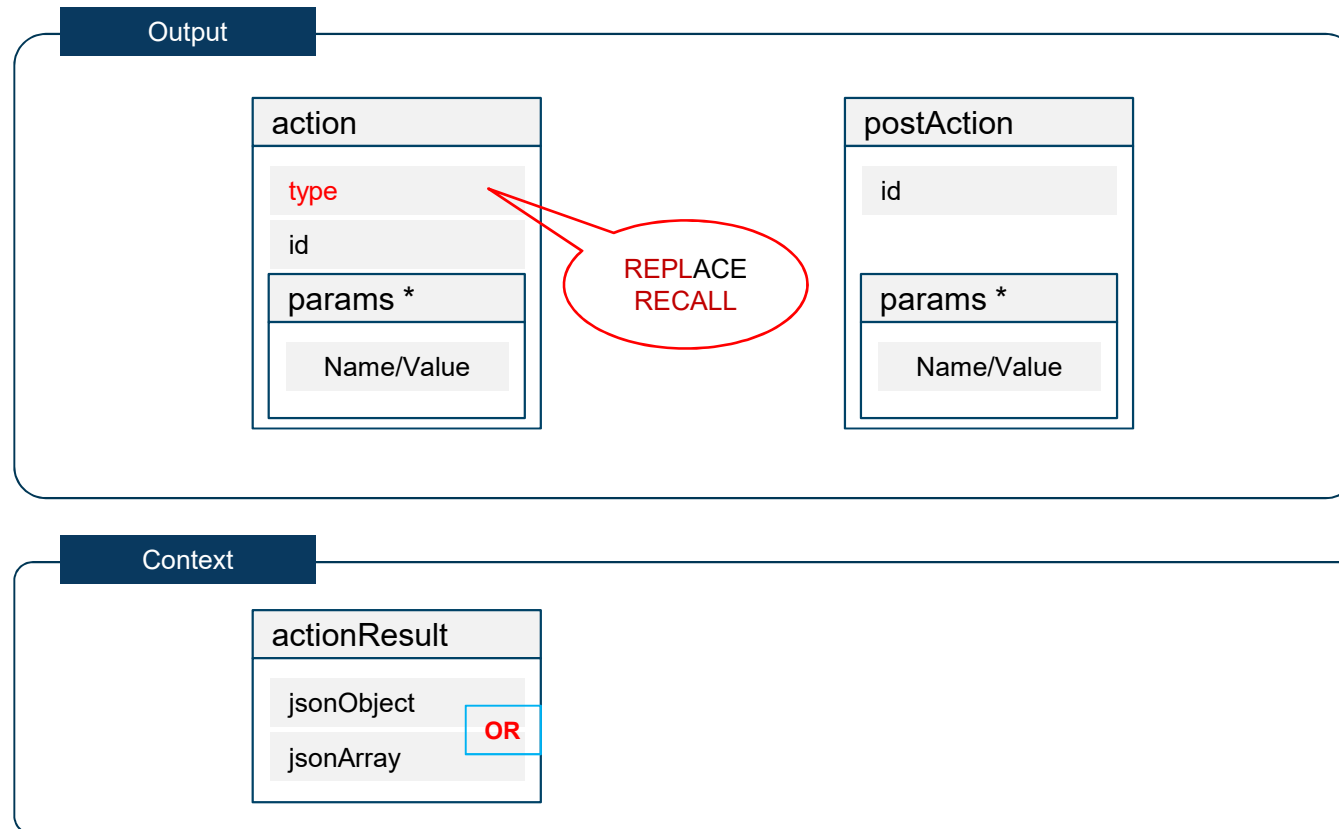 Output
action
type
id
params *
Name/Value
REPLACE
RECALL
postAction
id
params *
Name/Value
Context
actionResult
jsonObject
OR
jsonArray